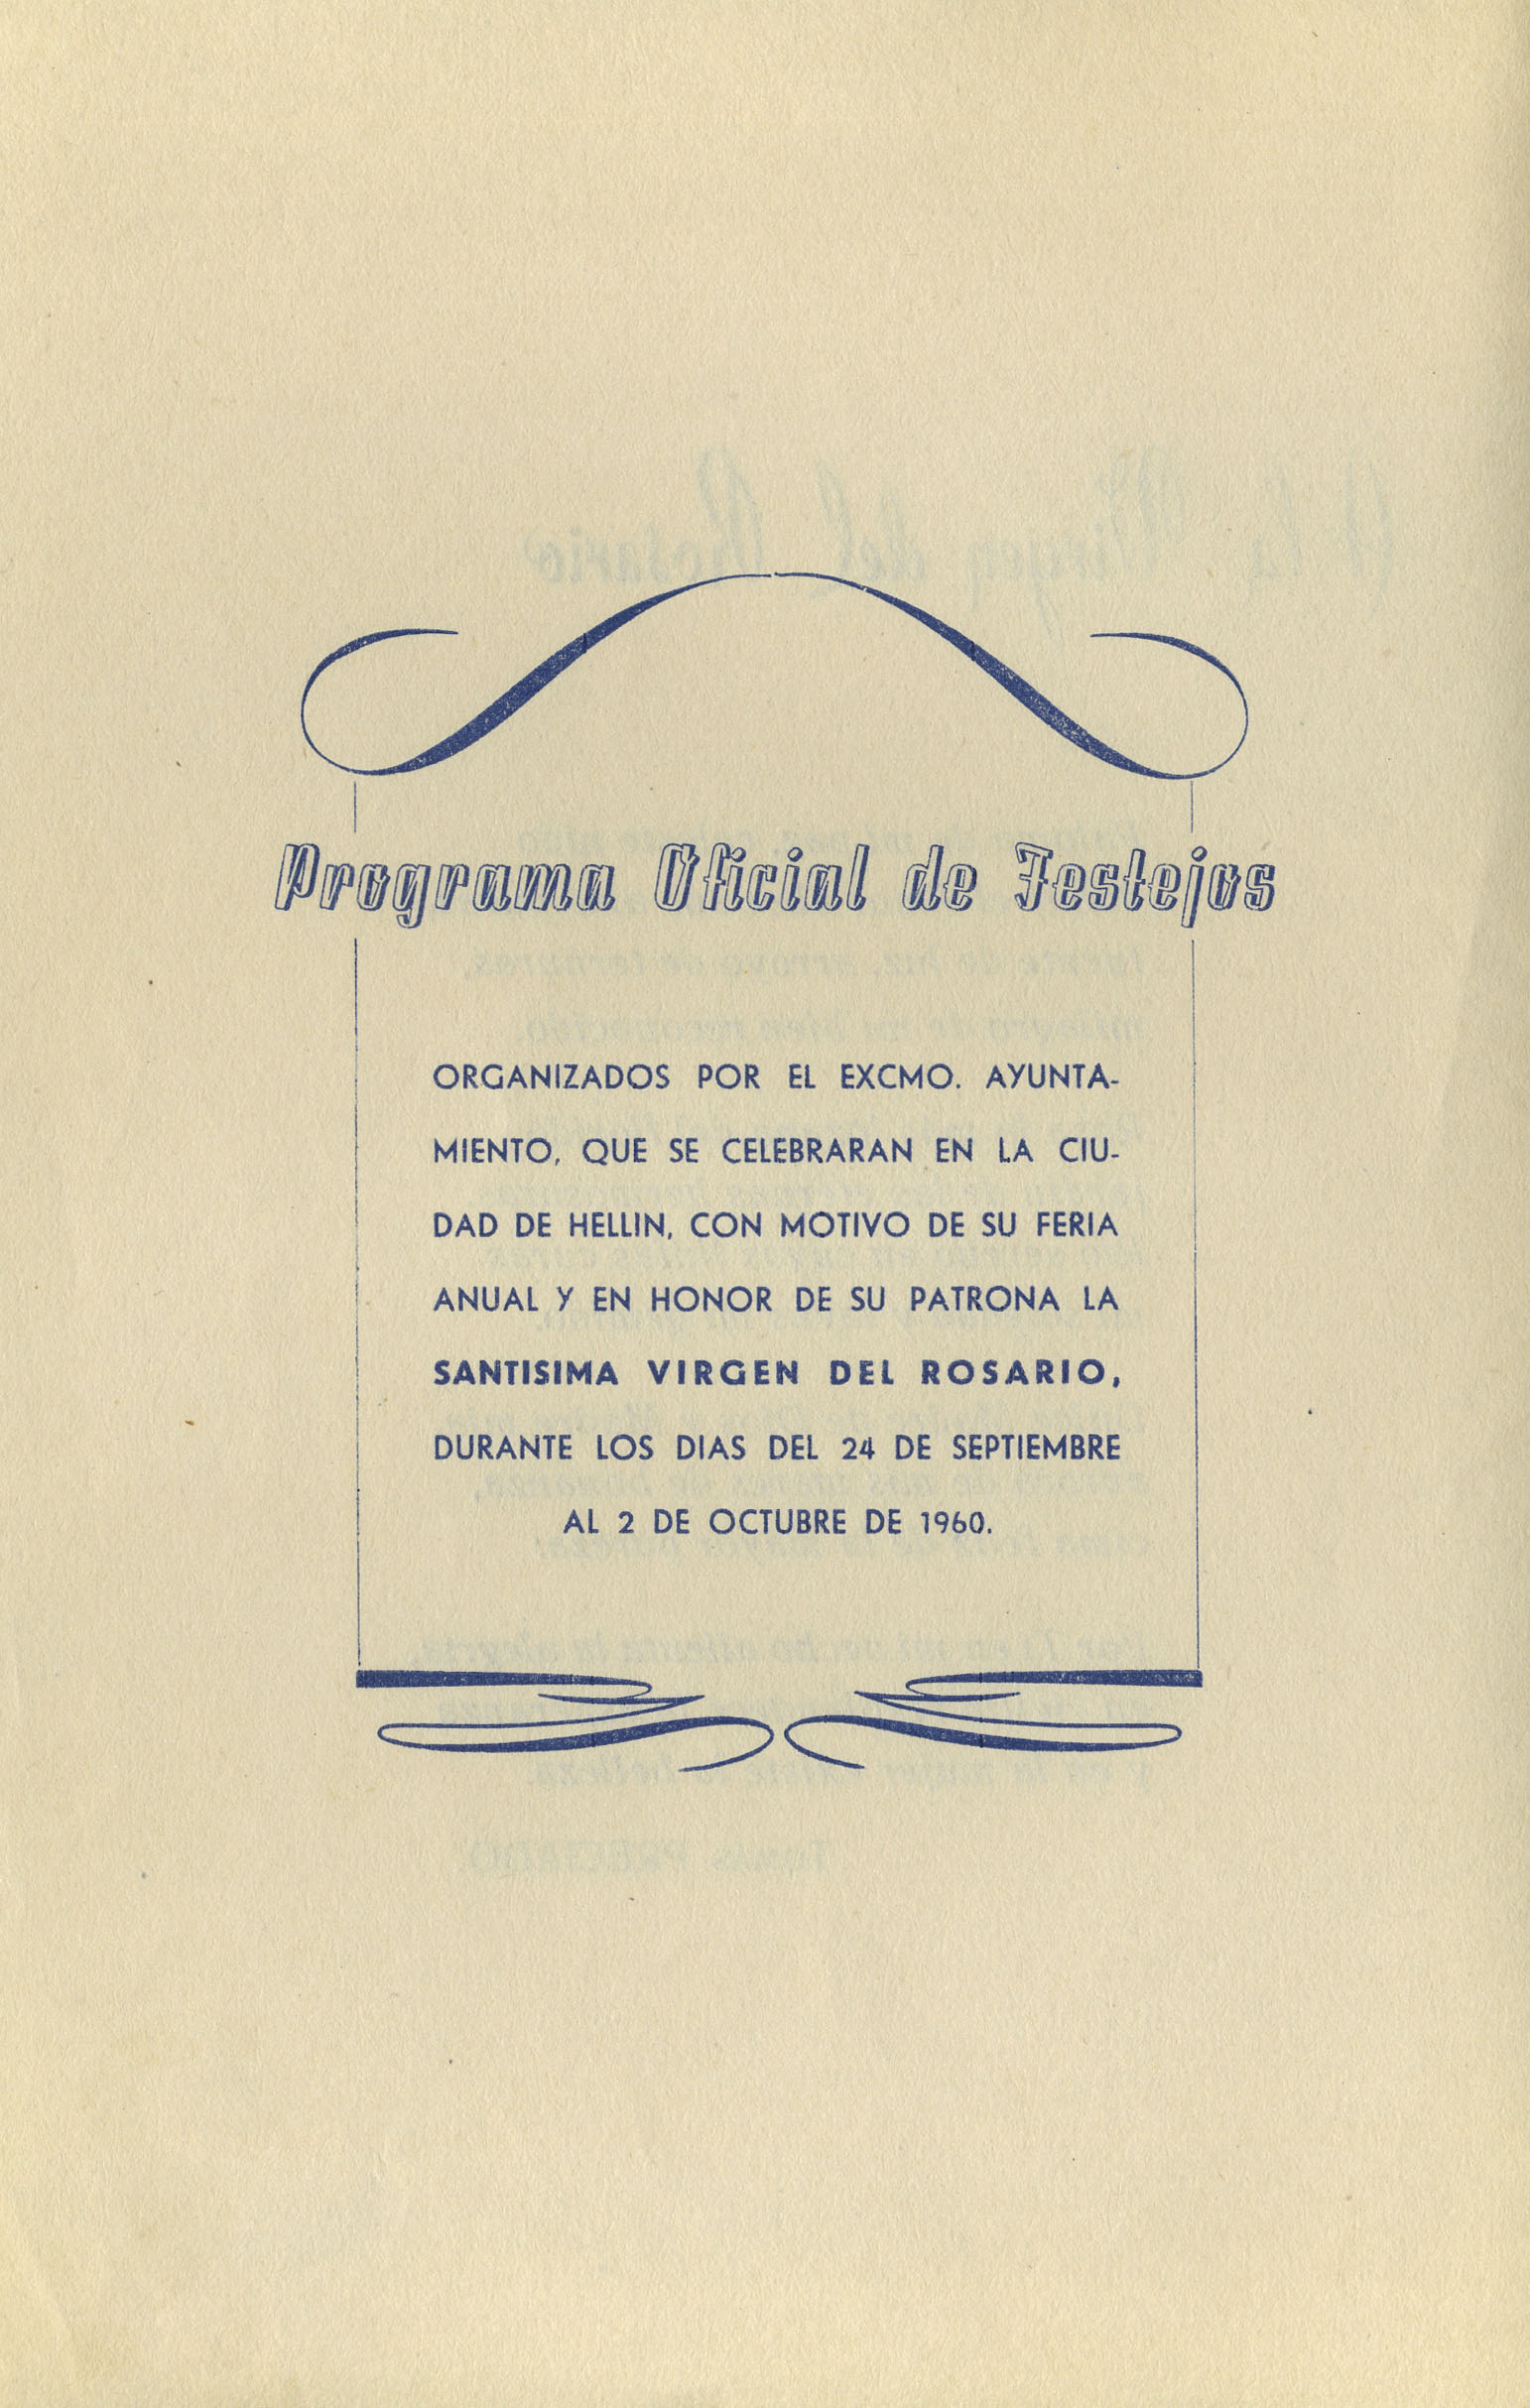 Programa Oficial de Festejos
ORGANIZADOS POR EL EXCMO. AYUNTA-
MIENTO, QUE SE CELEBRARAN EN LA CIU-
DAD DE HELLIN, CON MOTIVO DE SU FERIA
ANUAL Y EN HONOR DE SU PATRONA LA
SANTISIMA VIRGEN DEL ROSARIO,
DURANTE LOS DIAS DEL 24 DE SEPTIEMBRE
AL 2 DE OCTUBRE DE 1960.